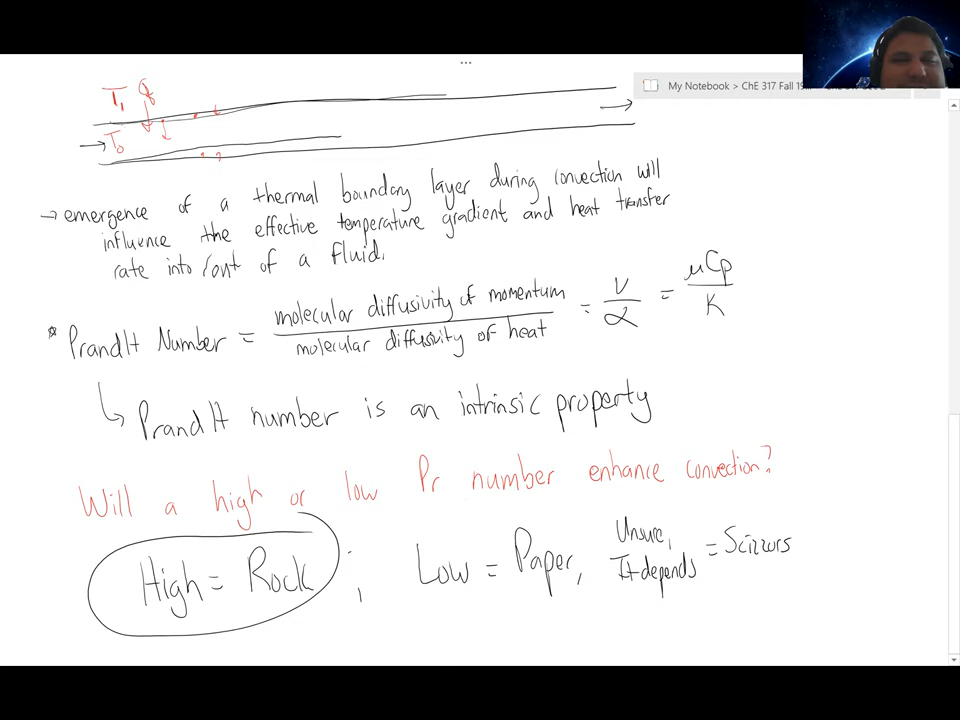 My Notebook > ChE 317 Fall 19
T₁ q
T₀
→ emergence of a thermal boundary layer during convection will
influence the effective temperature gradient and heat transfer
rate into/out of a fluid.
* Prandlt Number = molecular diffusivity of momentum / molecular diffusivity of heat = ν / α = μCp / K
↳ Prandlt number is an intrinsic property
Will a high or low Pr number enhance convection?
High = Rock ; Low = Paper, Unsure, It depends = Scizzors